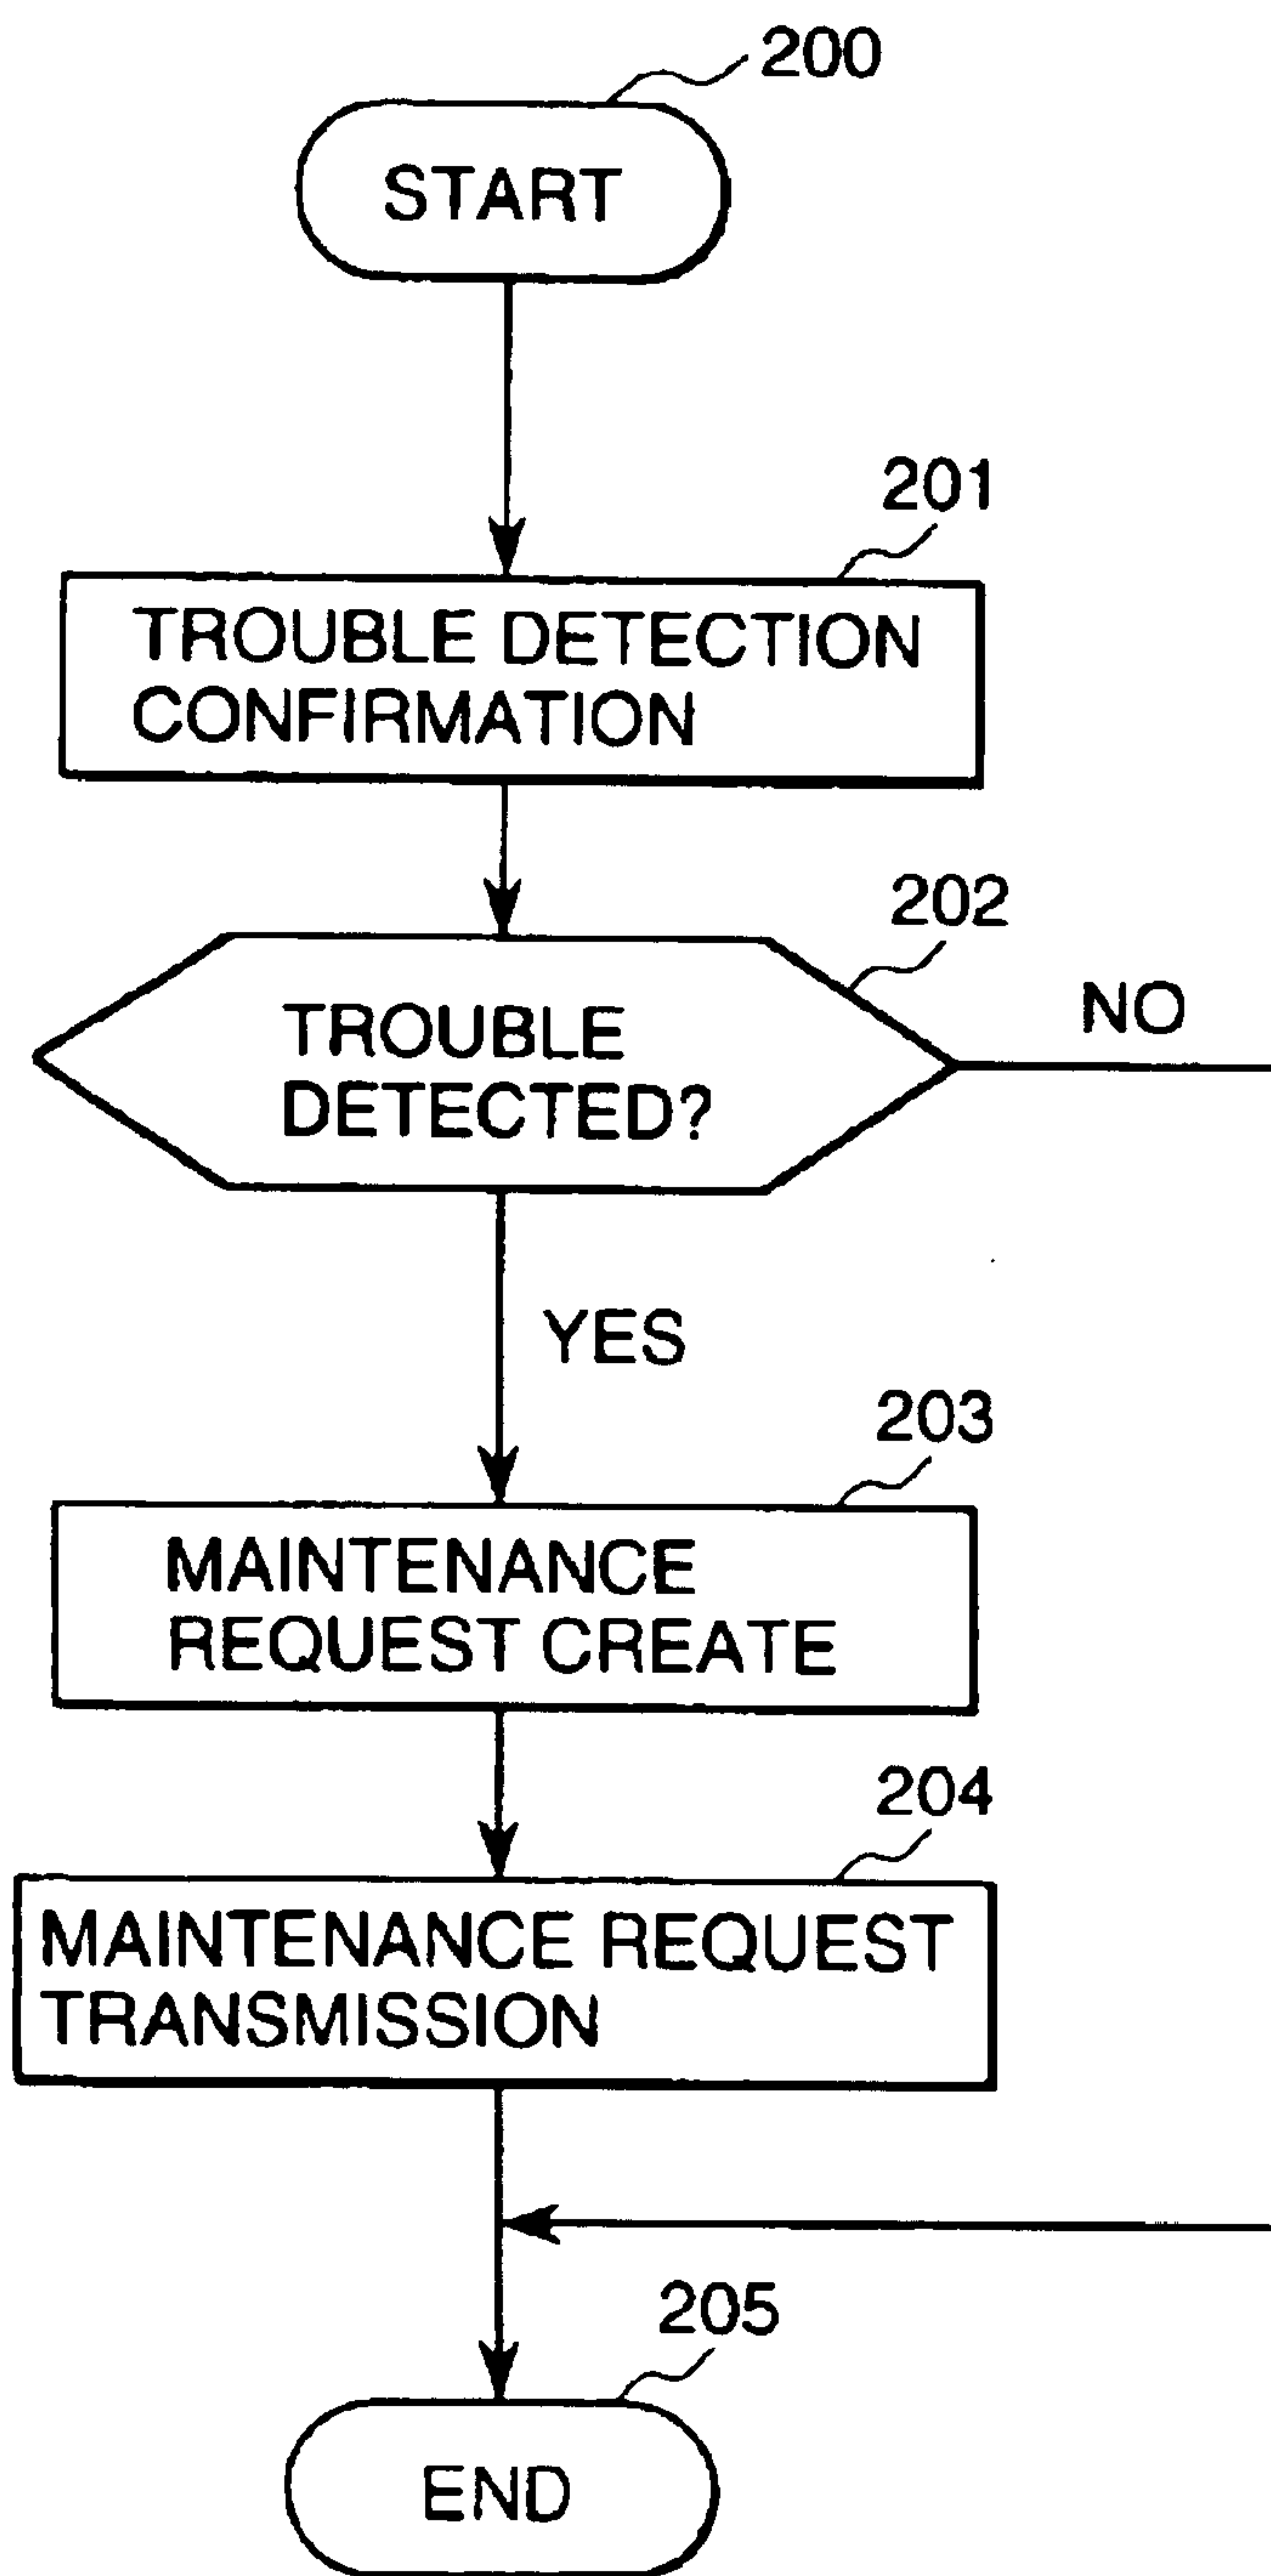 200
START
201
TROUBLE DETECTION
CONFIRMATION
202
TROUBLE
DETECTED?
NO
YES
203
MAINTENANCE
REQUEST CREATE
204
MAINTENANCE REQUEST
TRANSMISSION
205
END